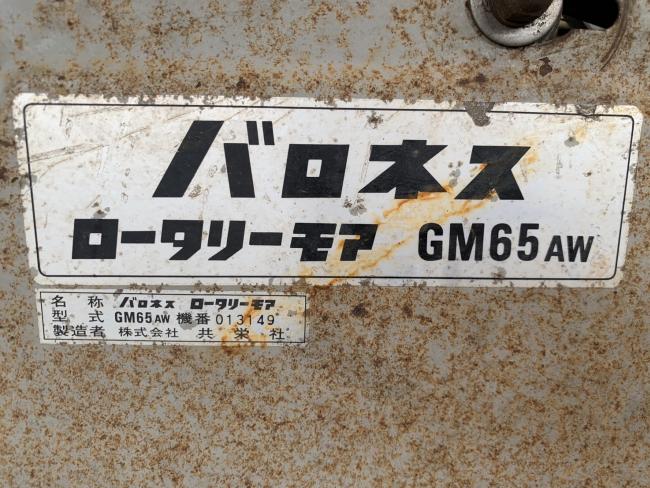 バロネス
ロータリーモア GM65AW
名称 バロネス ロータリーモア
型式 GM65AW 機番 013149
製造者 株式会社 共栄社